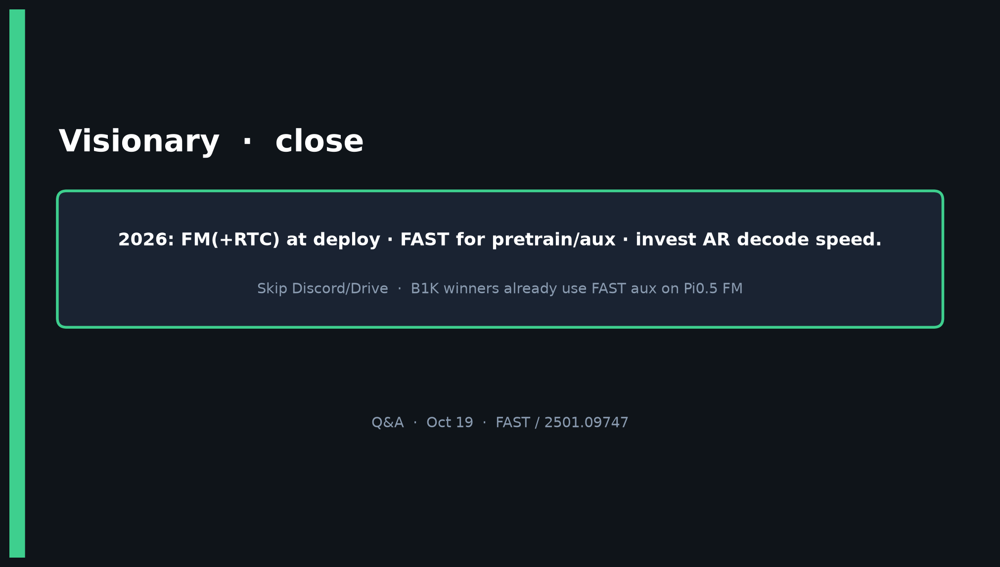 Visionary · close
2026: FM(+RTC) at deploy · FAST for pretrain/aux · invest AR decode speed.
Skip Discord/Drive · B1K winners already use FAST aux on Pi0.5 FM
Q&A · Oct 19 · FAST / 2501.09747